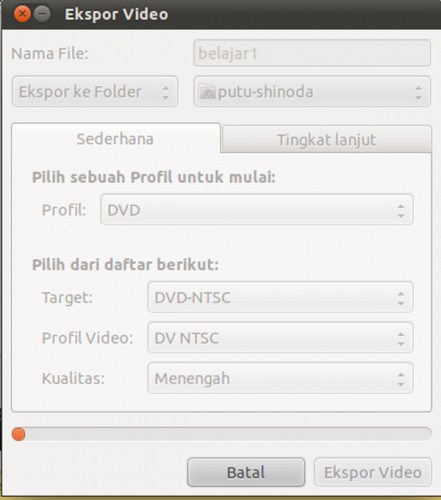 Ekspor Video
Nama File: belajar1
Ekspor ke Folder putu-shinoda
Sederhana Tingkat lanjut
Pilih sebuah Profil untuk mulai:
Profil: DVD
Pilih dari daftar berikut:
Target: DVD-NTSC
Profil Video: DV NTSC
Kualitas: Menengah
Batal Ekspor Video